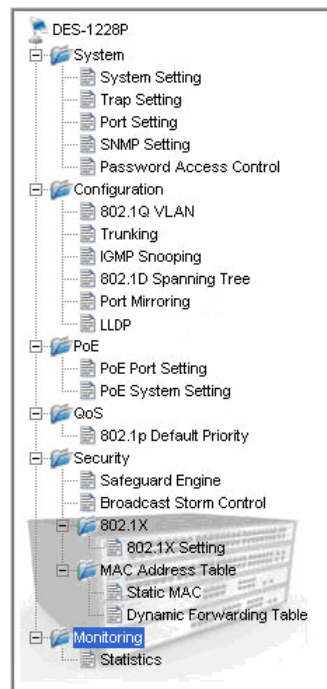 DES-1228P
System
System Setting
Trap Setting
Port Setting
SNMP Setting
Password Access Control
Configuration
802.1Q VLAN
Trunking
IGMP Snooping
802.1D Spanning Tree
Port Mirroring
LLDP
PoE
PoE Port Setting
PoE System Setting
QoS
802.1p Default Priority
Security
Safeguard Engine
Broadcast Storm Control
802.1X
802.1X Setting
MAC Address Table
Static MAC
Dynamic Forwarding Table
Monitoring
Statistics